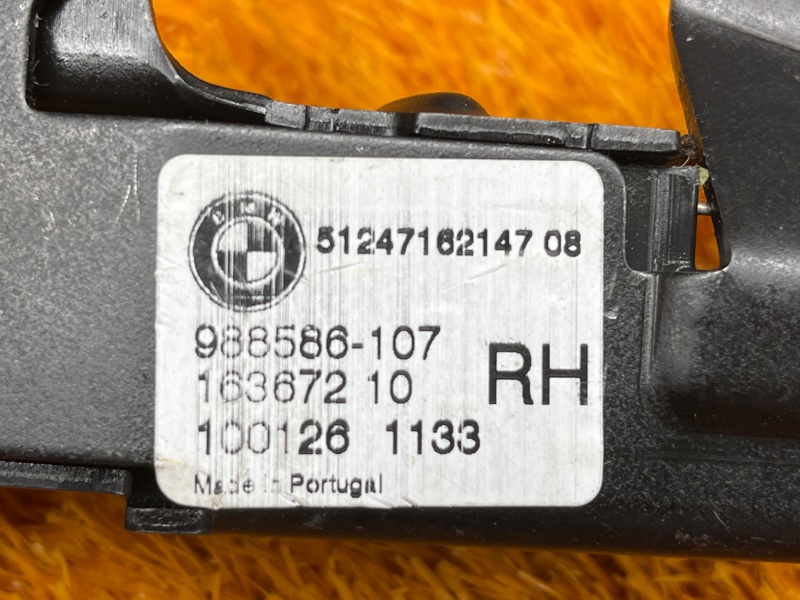 BMW
51247162147 08
988586-107
163672 10
RH
100126 1133
Made in Portugal